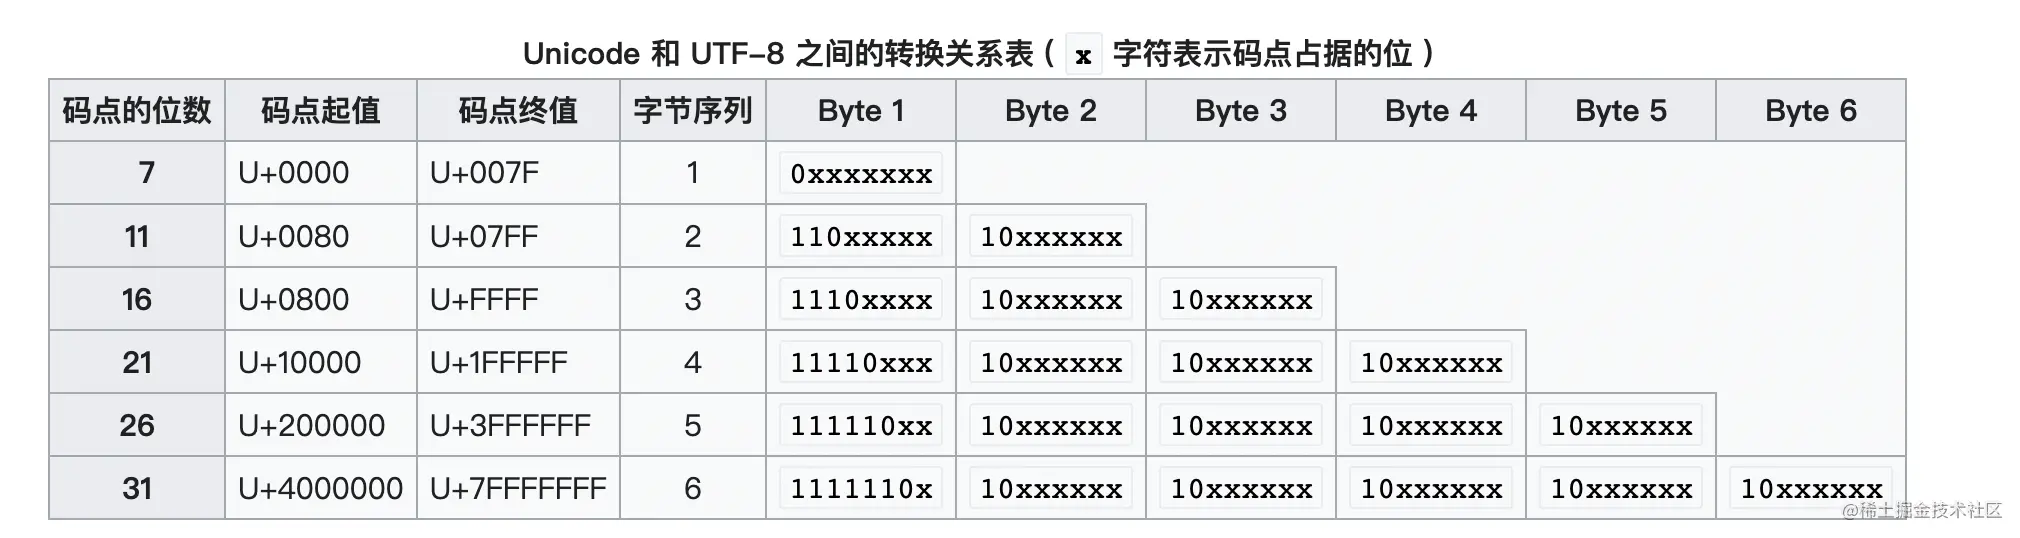 Unicode 和 UTF-8 之间的转换关系表（ x 字符表示码点占据的位）
码点的位数 码点起值 码点终值 字节序列 Byte 1 Byte 2 Byte 3 Byte 4 Byte 5 Byte 6
7 U+0000 U+007F 1 0xxxxxxx
11 U+0080 U+07FF 2 110xxxxx 10xxxxxx
16 U+0800 U+FFFF 3 1110xxxx 10xxxxxx 10xxxxxx
21 U+10000 U+1FFFFF 4 11110xxx 10xxxxxx 10xxxxxx 10xxxxxx
26 U+200000 U+3FFFFFF 5 111110xx 10xxxxxx 10xxxxxx 10xxxxxx 10xxxxxx
31 U+4000000 U+7FFFFFFF 6 1111110x 10xxxxxx 10xxxxxx 10xxxxxx 10xxxxxx 10xxxxxx
@稀土掘金技术社区